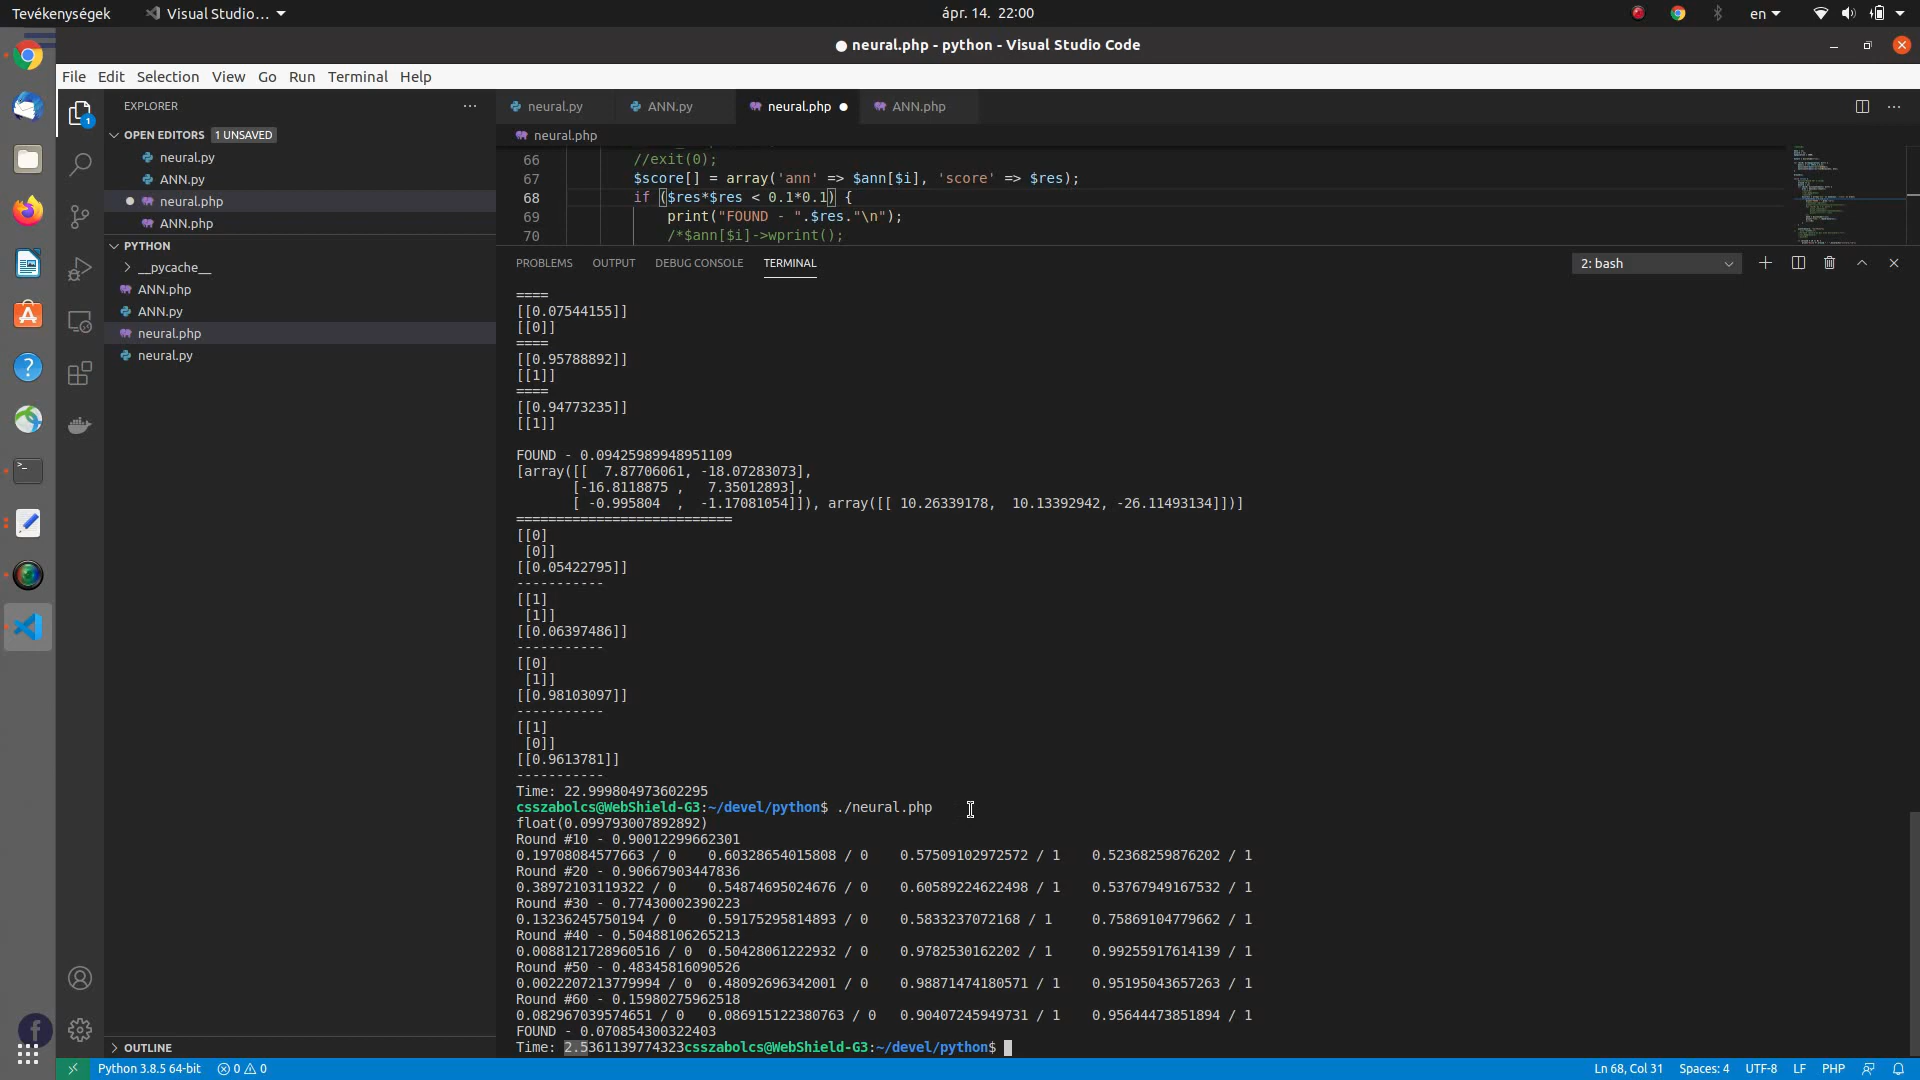 Tevékenységek
Visual Studio…
ápr. 14. 22:00
en
● neural.php - python - Visual Studio Code
File Edit Selection View Go Run Terminal Help
EXPLORER
OPEN EDITORS 1 UNSAVED
neural.py
ANN.py
neural.php
ANN.php
PYTHON
__pycache__
ANN.php
ANN.py
neural.php
neural.py
OUTLINE
neural.py ANN.py neural.php ● ANN.php
neural.php
66 //exit(0);
67 $score[] = array('ann' => $ann[$i], 'score' => $res);
68 if ($res*$res < 0.1*0.1) {
69 print("FOUND - ".$res."\n");
70 /*$ann[$i]->wprint();
PROBLEMS OUTPUT DEBUG CONSOLE TERMINAL
2: bash
====
[[0.07544155]]
[[0]]
====
[[0.95788892]]
[[1]]
====
[[0.94773235]]
[[1]]
FOUND - 0.09425989948951109
[array([[ 7.87706061, -18.07283073],
[-16.8118875 , 7.35012893],
[ -0.995804 , -1.17081054]]), array([[ 10.26339178, 10.13392942, -26.11493134]])]
===========================
[[0]
[0]]
[[0.05422795]]
-----------
[[1]
[1]]
[[0.06397486]]
-----------
[[0]
[1]]
[[0.98103097]]
-----------
[[1]
[0]]
[[0.9613781]]
-----------
Time: 22.999804973602295
csszabolcs@WebShield-G3:~/devel/python$ ./neural.php
float(0.099793007892892)
Round #10 - 0.90012299662301
0.19708084577663 / 0 0.60328654015808 / 0 0.57509102972572 / 1 0.52368259876202 / 1
Round #20 - 0.90667903447836
0.38972103119322 / 0 0.54874695024676 / 0 0.60589224622498 / 1 0.53767949167532 / 1
Round #30 - 0.77430002390223
0.13236245750194 / 0 0.59175295814893 / 0 0.5833237072168 / 1 0.75869104779662 / 1
Round #40 - 0.50488106265213
0.0088121728960516 / 0 0.50428061222932 / 0 0.9782530162202 / 1 0.99255917614139 / 1
Round #50 - 0.48345816090526
0.0022207213779994 / 0 0.48092696342001 / 0 0.98871474180571 / 1 0.95195043657263 / 1
Round #60 - 0.15980275962518
0.082967039574651 / 0 0.086915122380763 / 0 0.90407245949731 / 1 0.95644473851894 / 1
FOUND - 0.070854300322403
Time: 2.5361139774323csszabolcs@WebShield-G3:~/devel/python$
Python 3.8.5 64-bit 0 0
Ln 68, Col 31 Spaces: 4 UTF-8 LF PHP